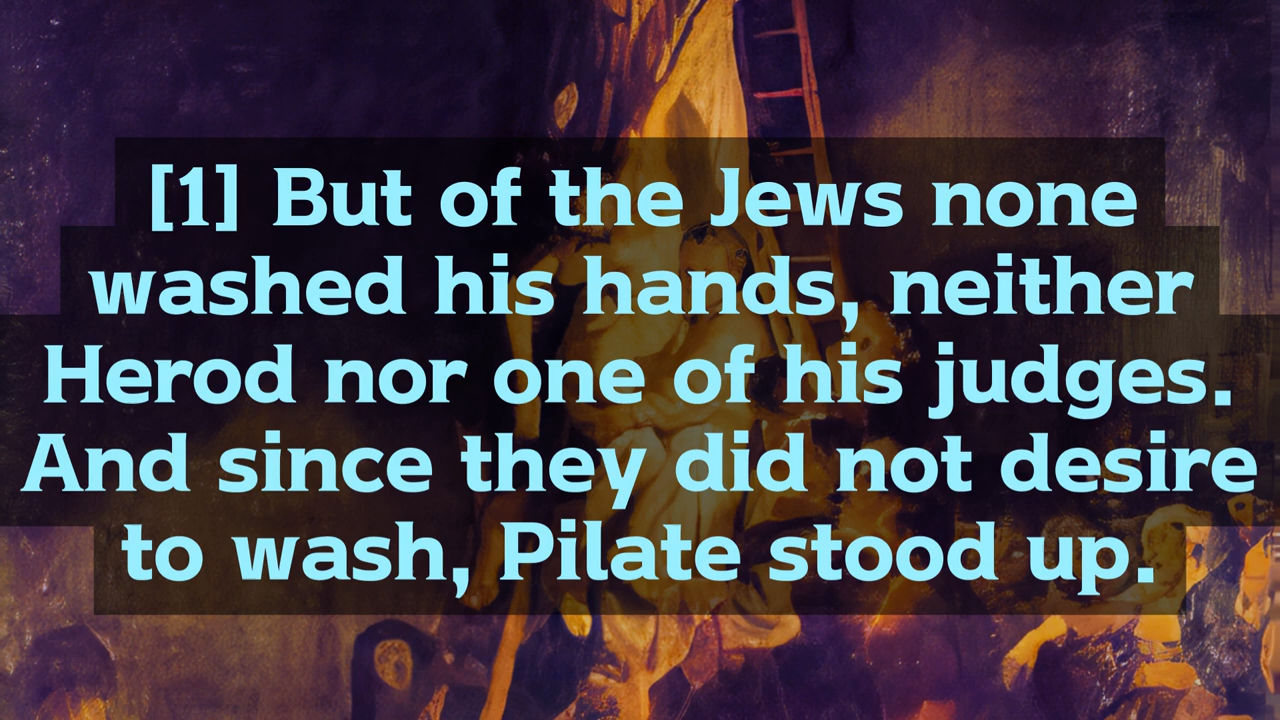 [1] But of the Jews none
washed his hands, neither
Herod nor one of his judges.
And since they did not desire
to wash, Pilate stood up.